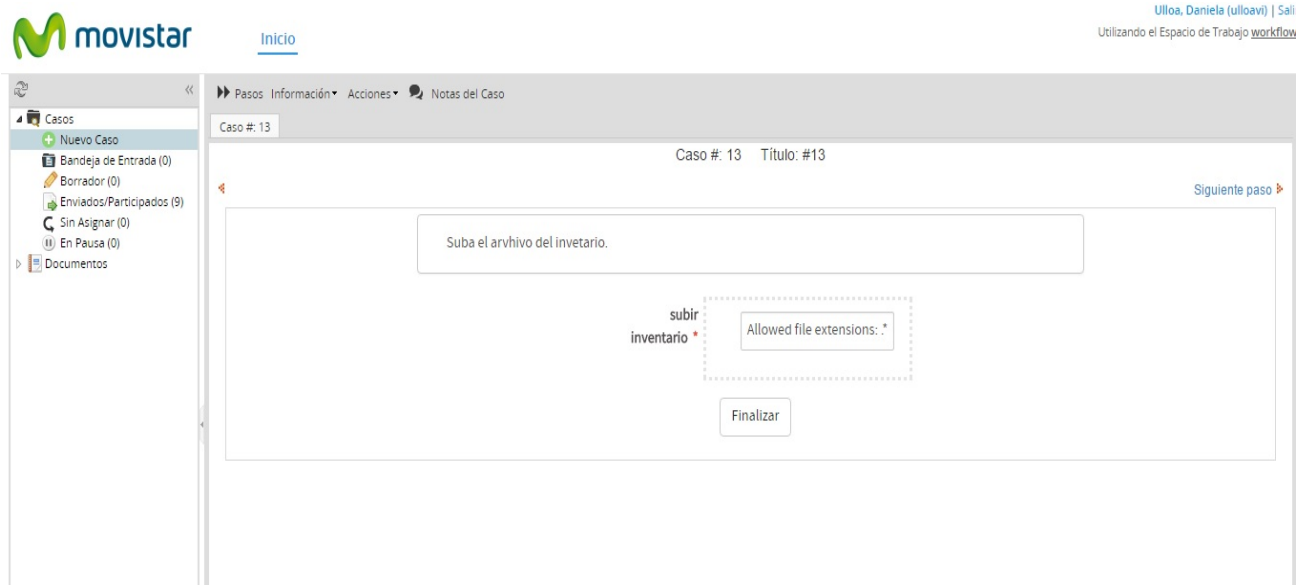 movistar
Inicio
Ulloa, Daniela (ulloavi) | Sali
Utilizando el Espacio de Trabajo workflow
Pasos Información Acciones Notas del Caso
Casos
Nuevo Caso
Bandeja de Entrada (0)
Borrador (0)
Enviados/Participados (9)
Sin Asignar (0)
En Pausa (0)
Documentos
Caso #: 13
Caso #: 13 Título: #13
Siguiente paso
Suba el arvhivo del invetario.
subir
inventario *
Allowed file extensions: .*
Finalizar